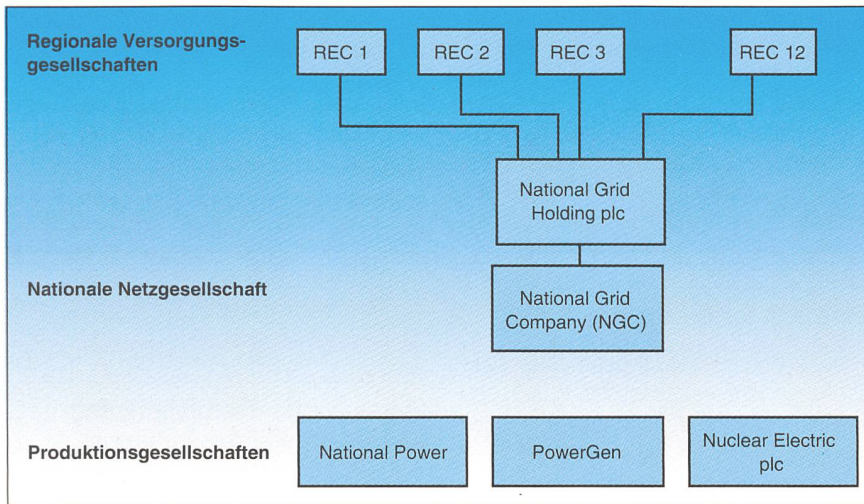 Regionale Versorgungs-
gesellschaften
REC 1
REC 2
REC 3
REC 12
National Grid
Holding plc
Nationale Netzgesellschaft
National Grid
Company (NGC)
Produktionsgesellschaften
National Power
PowerGen
Nuclear Electric
plc